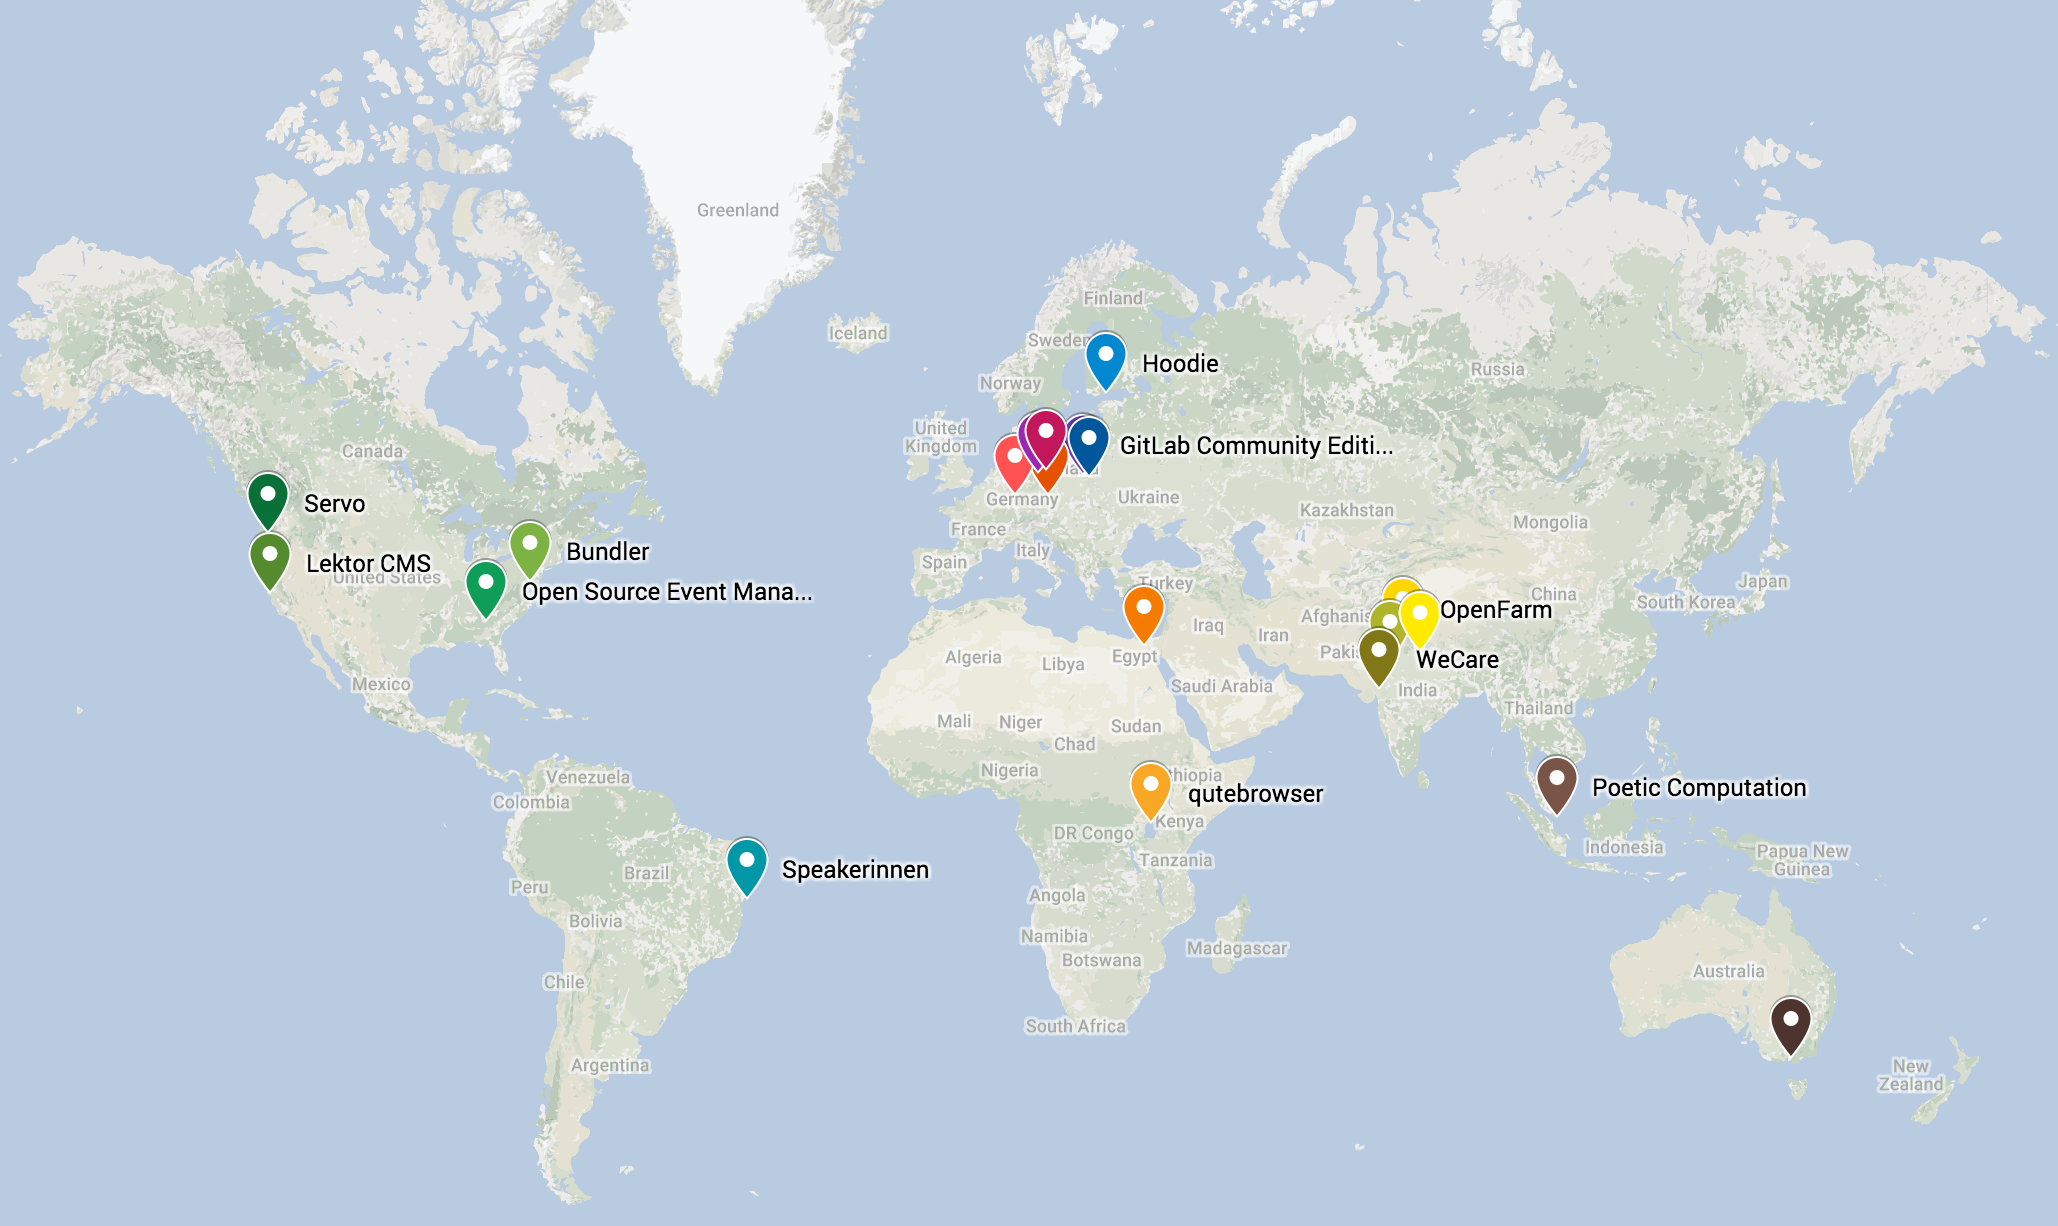 Greenland
Finland
Iceland
Sweden
Hoodie
Russia
Norway
United
Kingdom
GitLab Community Editi...
Canada
Germany
Ukraine
Servo
Kazakhstan
Mongolia
France
Bundler
Italy
Lektor CMS
Spain
United States
Turkey
China
Japan
Open Source Event Mana...
South Korea
OpenFarm
Afghanis
Iraq
Iran
Algeria
Libya
Egypt
Pakis
WeCare
Mexico
Saudi Arabia
India
Thailand
Mali
Niger
Sudan
Chad
Nigeria
thiopia
Venezuela
Poetic Computation
qutebrowser
Colombia
Kenya
DR Congo
Indonesia
Papua New
Guinea
Tanzania
Speakerinnen
Brazil
Peru
Angola
Bolivia
Namibia
Madagascar
Botswana
Australia
Chile
South Africa
Argentina
New
Zealand